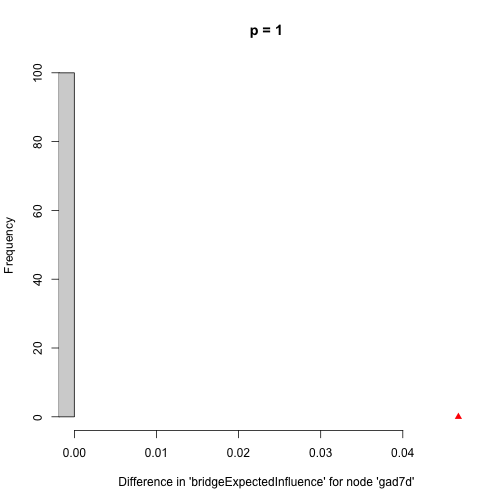 p = 1
Frequency
100
80
60
40
20
0
0.00 0.01 0.02 0.03 0.04
Difference in 'bridgeExpectedInfluence' for node 'gad7d'